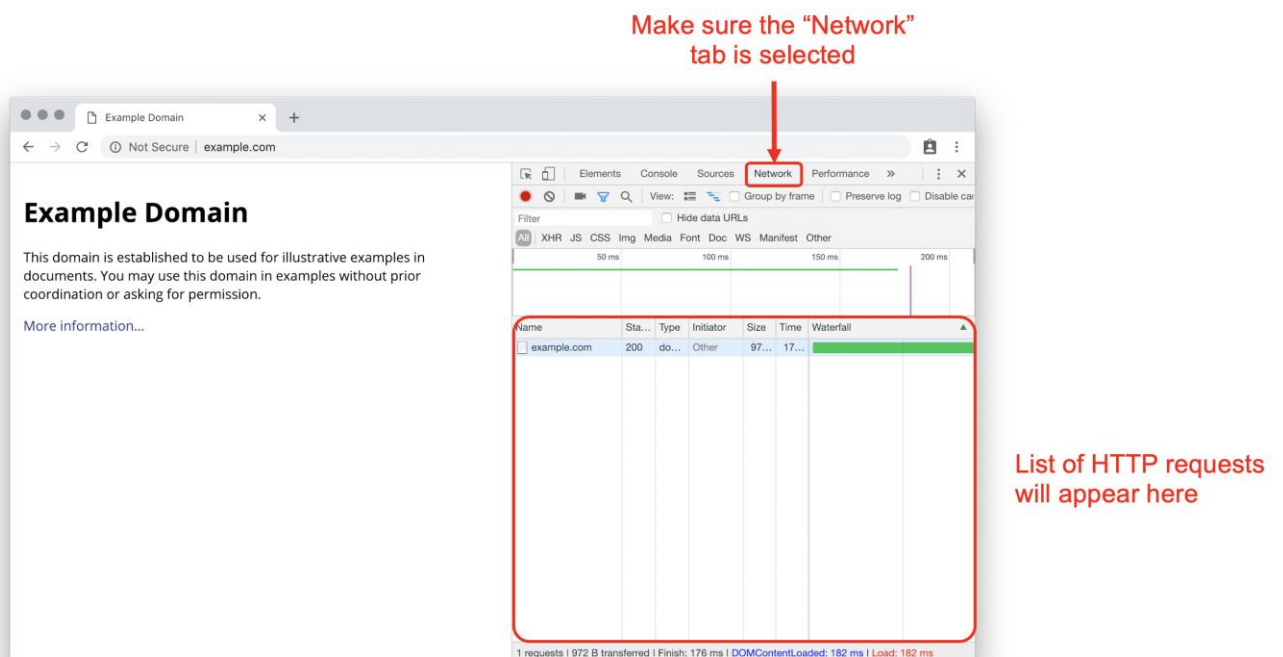 Make sure the “Network”
tab is selected
Example Domain
Not Secure | example.com
Elements Console Sources Network Performance »
View: Group by frame Preserve log Disable ca
Filter Hide data URLs
All XHR JS CSS Img Media Font Doc WS Manifest Other
50 ms 100 ms 150 ms 200 ms
Example Domain
This domain is established to be used for illustrative examples in
documents. You may use this domain in examples without prior
coordination or asking for permission.
More information...
Name Sta... Type Initiator Size Time Waterfall
example.com 200 do... Other 97... 17...
List of HTTP requests
will appear here
1 requests | 972 B transferred | Finish: 176 ms | DOMContentLoaded: 182 ms | Load: 182 ms